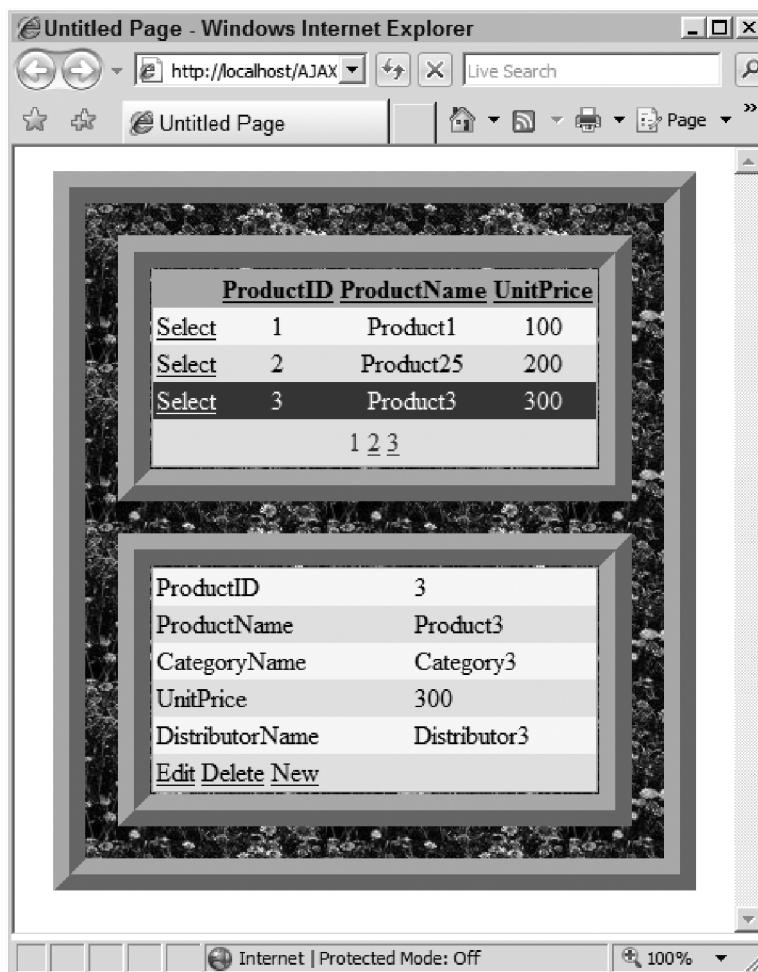 Untitled Page - Windows Internet Explorer
http://localhost/AJAX
Live Search
Untitled Page
Page
ProductID ProductName UnitPrice
Select 1 Product1 100
Select 2 Product25 200
Select 3 Product3 300
1 2 3
ProductID 3
ProductName Product3
CategoryName Category3
UnitPrice 300
DistributorName Distributor3
Edit Delete New
Internet | Protected Mode: Off
100%